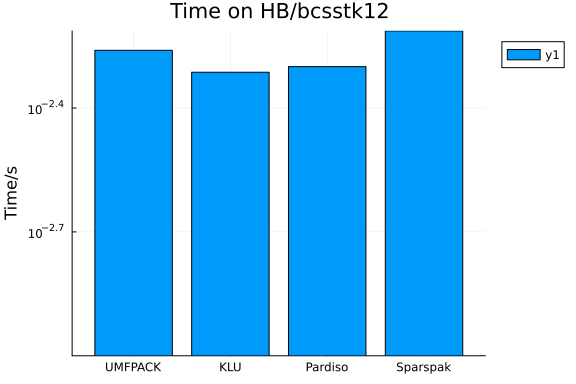 Time on HB/bcsstk12
y1
10^-2.4
10^-2.7
Time/s
UMFPACK KLU Pardiso Sparspak